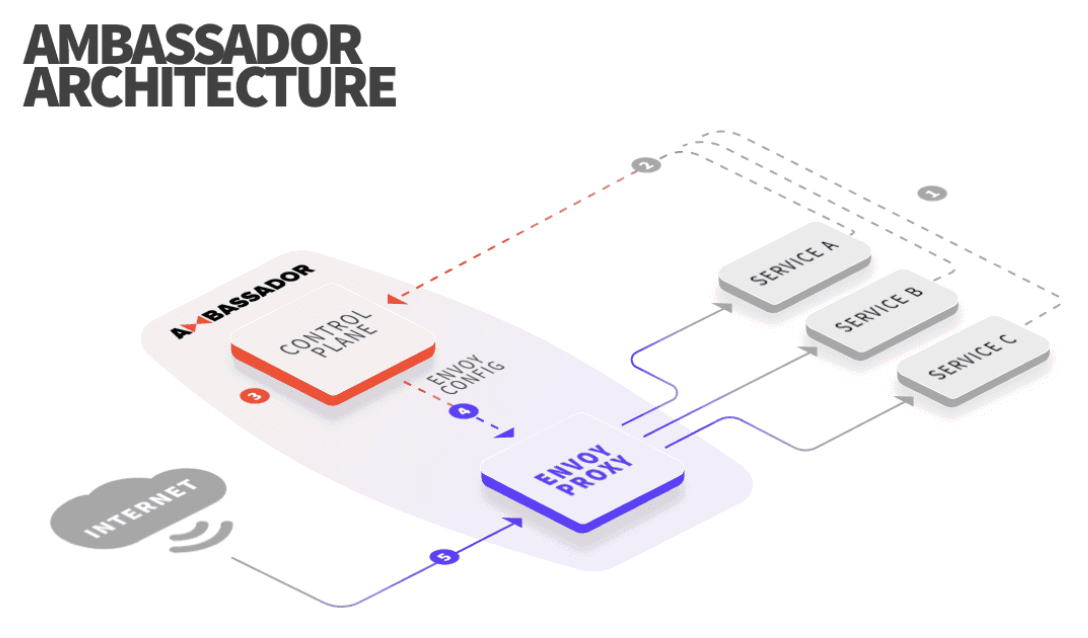 AMBASSADOR
ARCHITECTURE
2
1
SERVICE A
AMBASSADOR
SERVICE B
CONTROL
PLANE
SERVICE C
ENVOY
CONFIG
3
4
ENVOY
PROXY
INTERNET
5